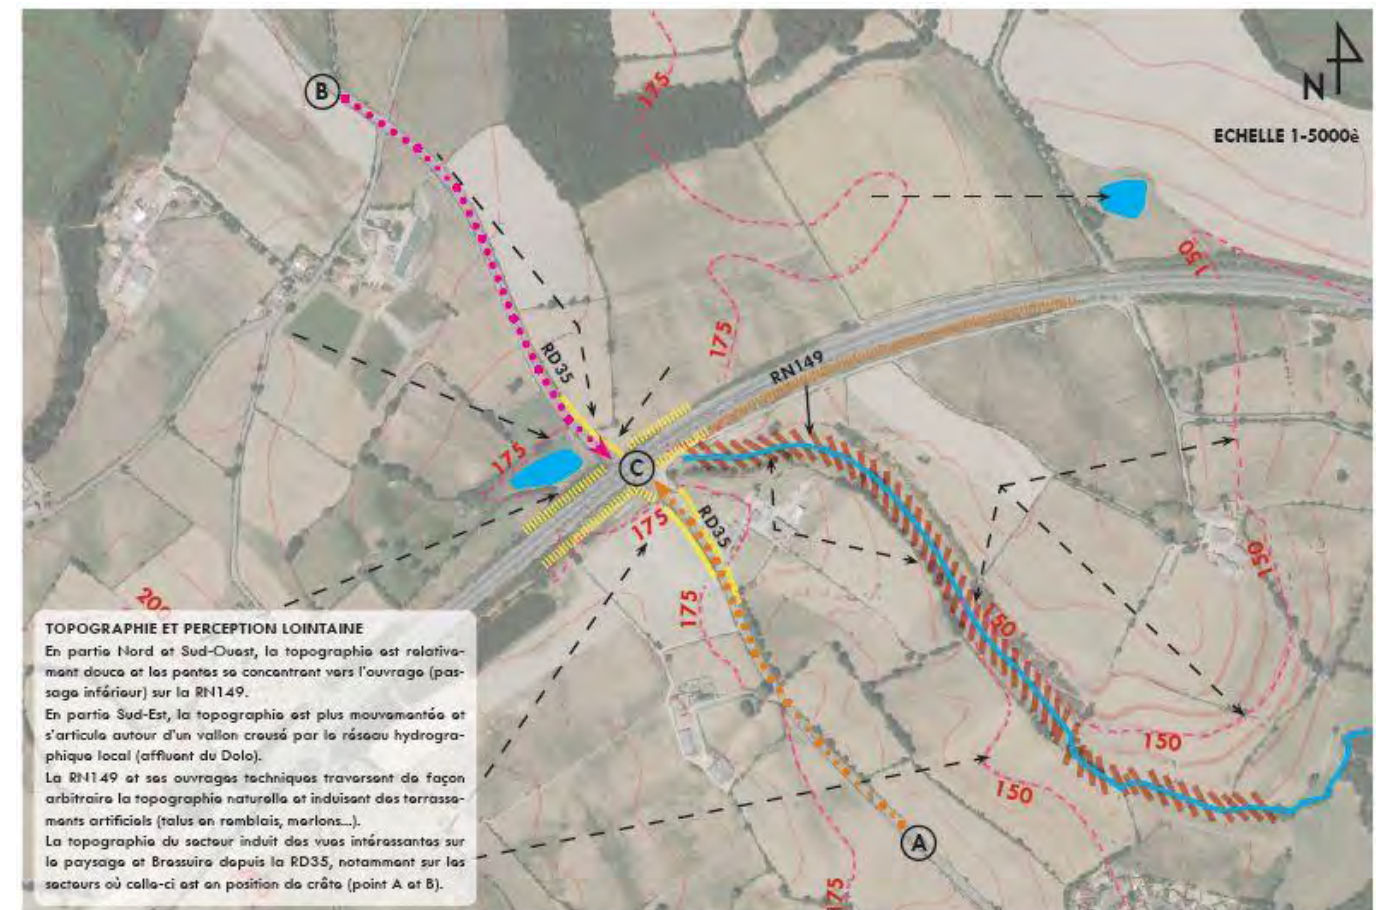 B
N
ECHELLE 1-5000è
175
150
175
RD35
RN149
175
C
175
RD35
150
200
175
150
150
150
A
175
TOPOGRAPHIE ET PERCEPTION LOINTAINE
En partie Nord et Sud-Ouest, la topographie est relative-
ment douce et les pentes se concentrent vers l'ouvrage (pas-
sage inférieur) sur la RN149.
En partie Sud-Est, la topographie est plus mouvementée et
s'articule autour d'un vallon creusé par le réseau hydrogra-
phique local (affluent du Dolo).
La RN149 et ses ouvrages techniques traversent de façon
arbitraire la topographie naturelle et induisent des terrasse-
ments artificiels (talus en remblais, merlons...).
La topographie du secteur induit des vues intéressantes sur
le paysage et Bressuire depuis la RD35, notamment sur les
secteurs où celle-ci est en position de crête (point A et B).